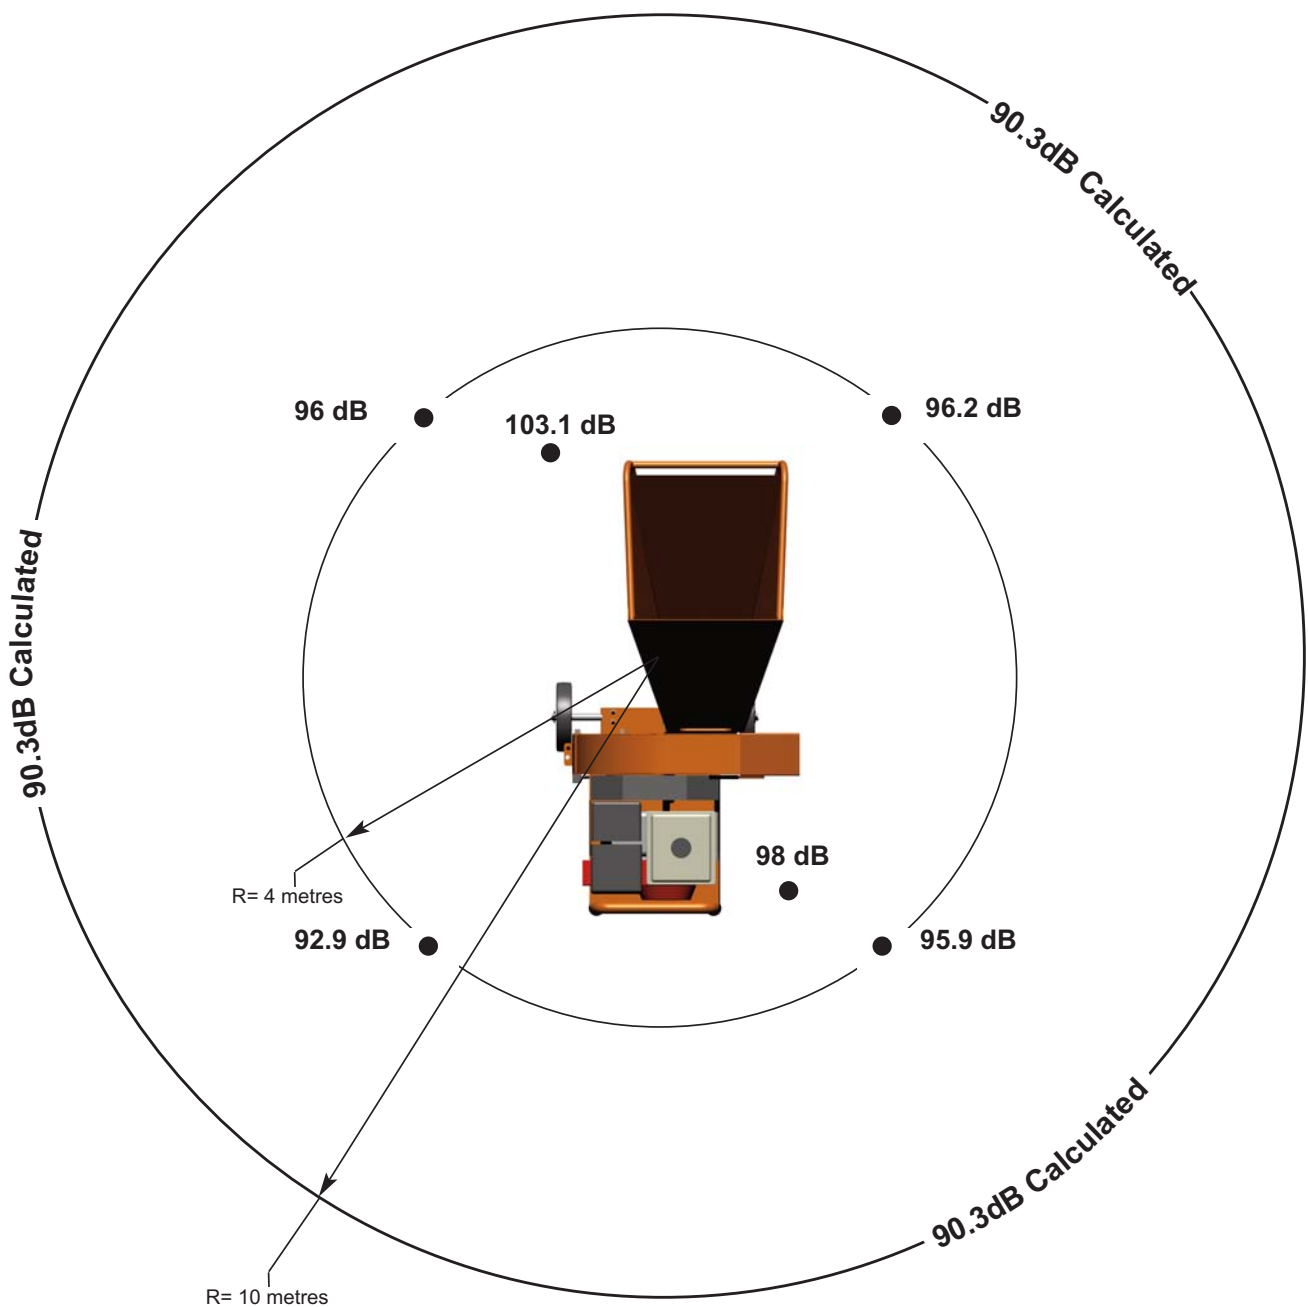 90.3dB Calculated
96 dB
96.2 dB
103.1 dB
90.3dB Calculated
98 dB
R= 4 metres
92.9 dB
95.9 dB
90.3dB Calculated
R= 10 metres